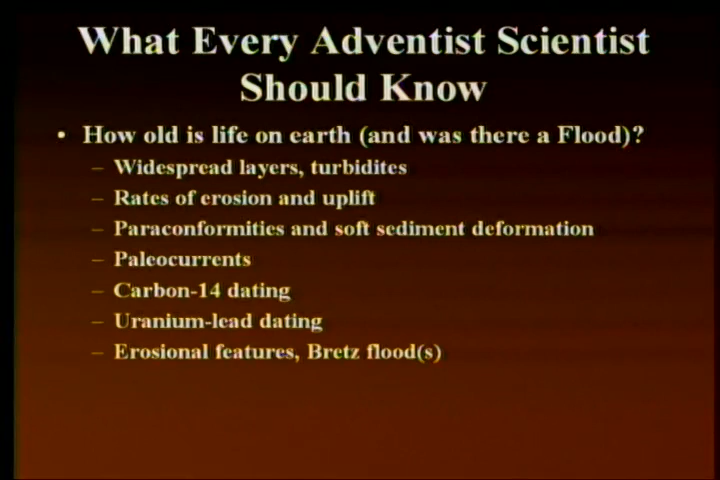 What Every Adventist Scientist
Should Know
• How old is life on earth (and was there a Flood)?
– Widespread layers, turbidites
– Rates of erosion and uplift
– Paraconformities and soft sediment deformation
– Paleocurrents
– Carbon-14 dating
– Uranium-lead dating
– Erosional features, Bretz flood(s)